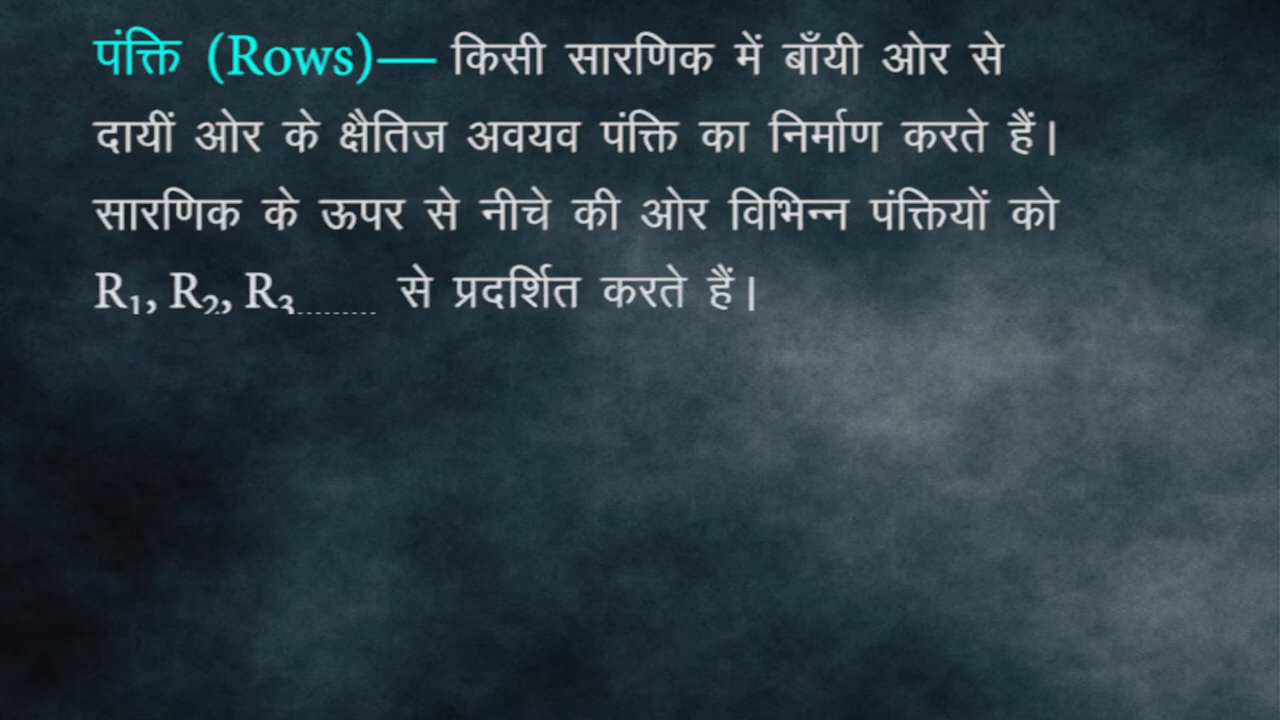 पंक्ति (Rows)— किसी सारणिक में बाँयी ओर से
दायीं ओर के क्षैतिज अवयव पंक्ति का निर्माण करते हैं।
सारणिक के ऊपर से नीचे की ओर विभिन्न पंक्तियों को
R₁, R₂, R₃......... से प्रदर्शित करते हैं।